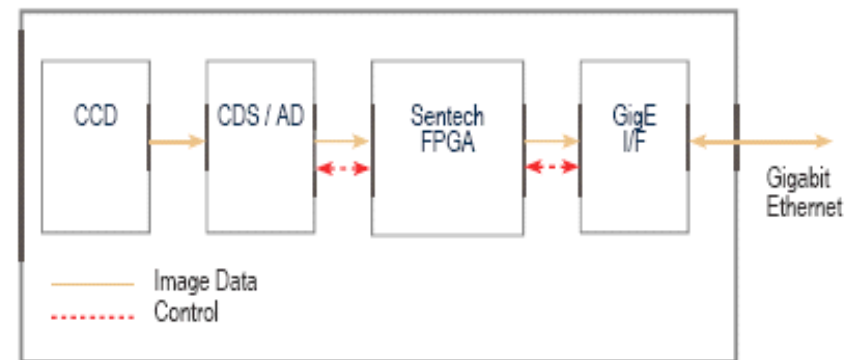 CCD
CDS / AD
Sentech
FPGA
GigE
I/F
Gigabit
Ethernet
Image Data
Control